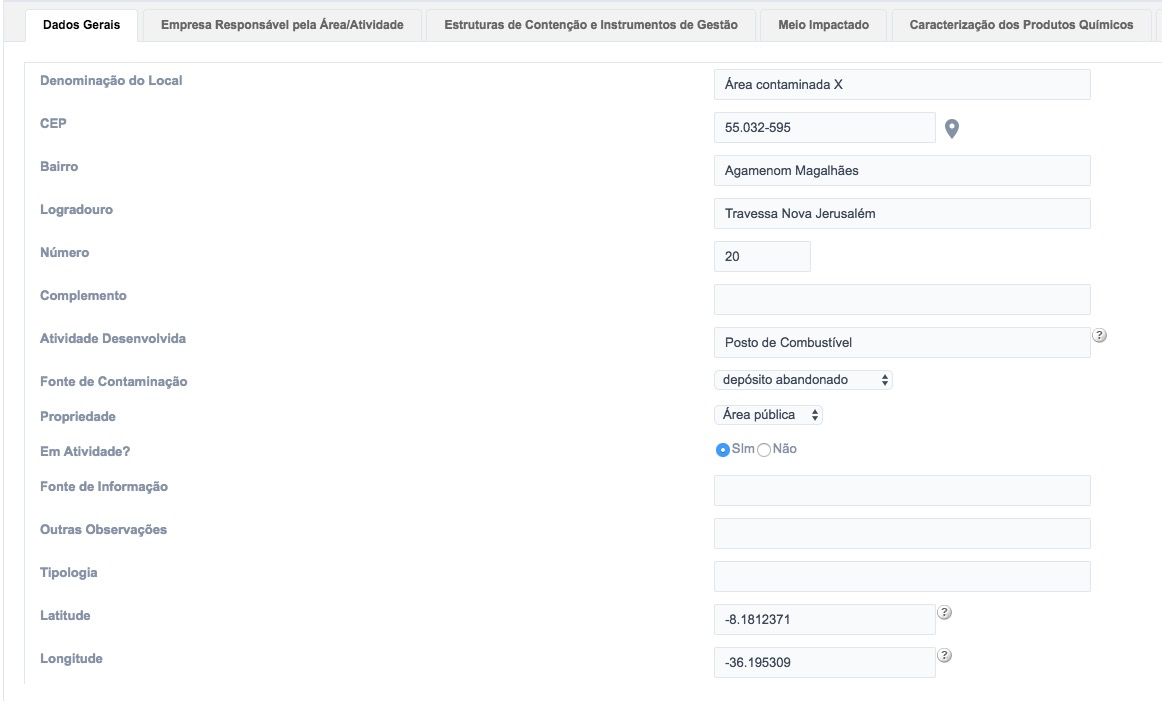 Dados Gerais
Empresa Responsável pela Área/Atividade
Estruturas de Contenção e Instrumentos de Gestão
Meio Impactado
Caracterização dos Produtos Químicos
Denominação do Local
Área contaminada X
CEP
55.032-595
Bairro
Agamenom Magalhães
Logradouro
Travessa Nova Jerusalém
Número
20
Complemento
Atividade Desenvolvida
Posto de Combustível
?
Fonte de Contaminação
depósito abandonado
Propriedade
Área pública
Em Atividade?
SIm
Não
Fonte de Informação
Outras Observações
Tipologia
Latitude
-8.1812371
?
Longitude
-36.195309
?